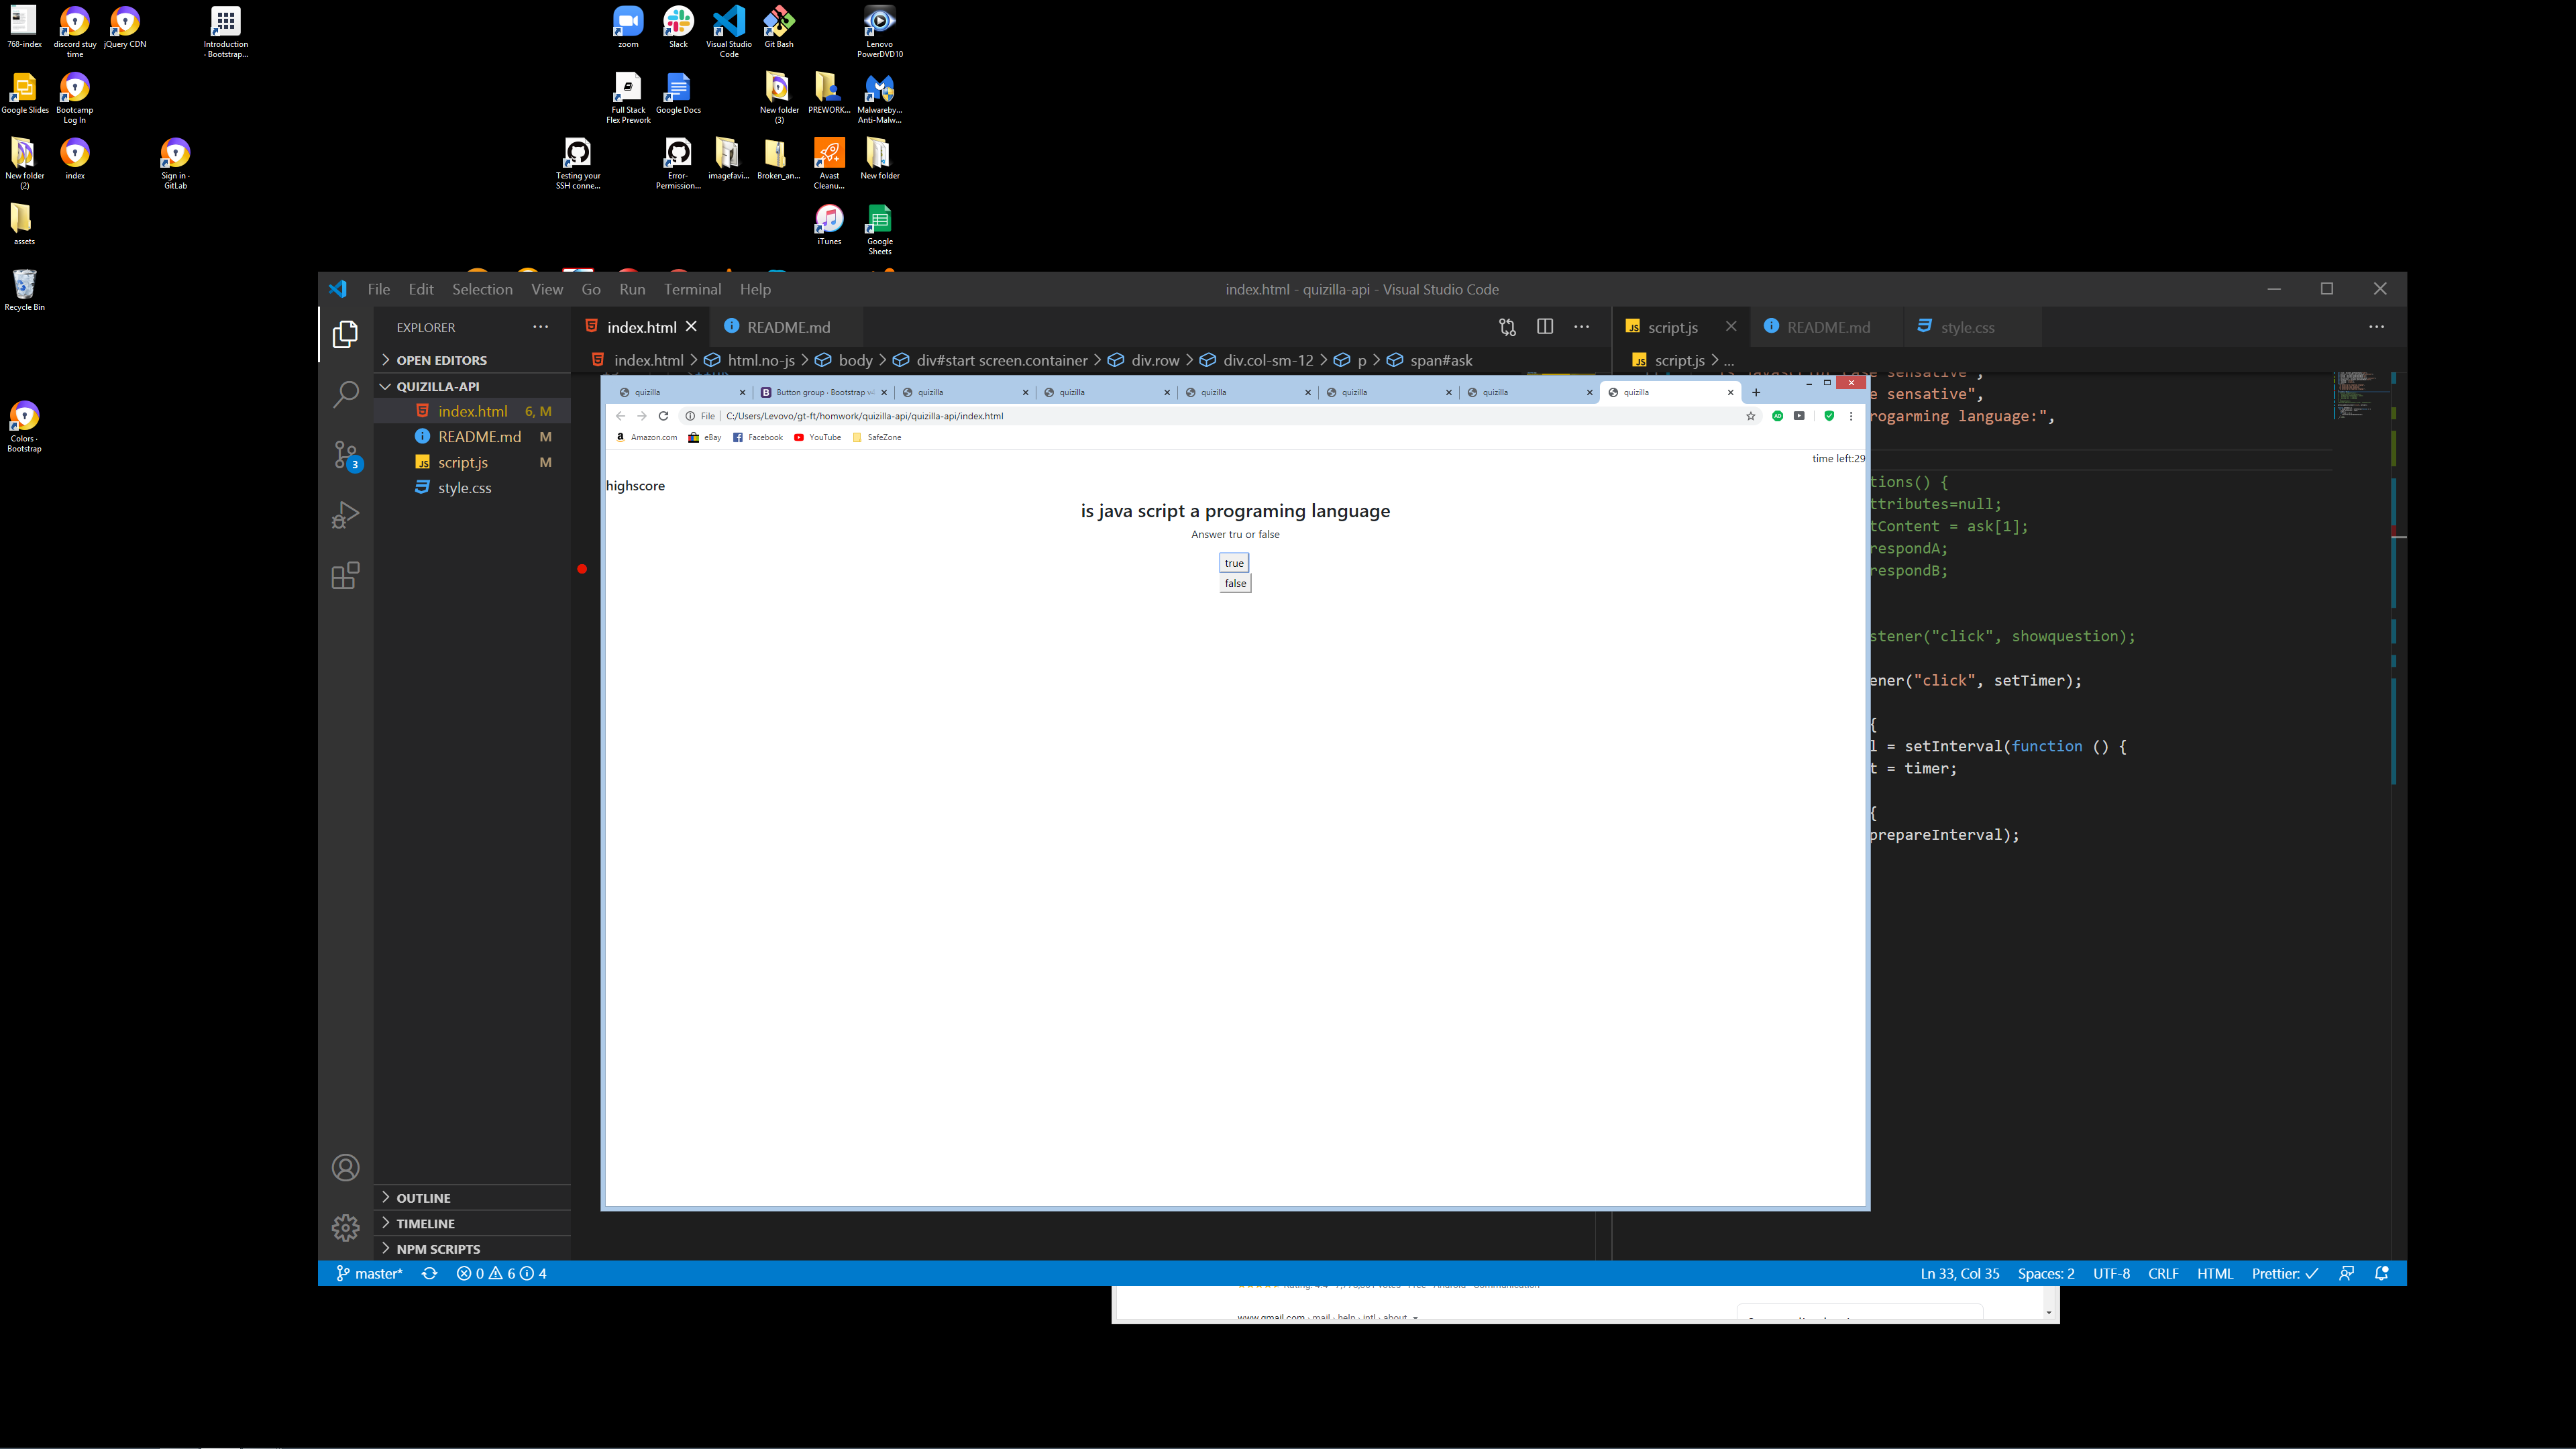 768-index
discord stuy
time
jQuery CDN
Introduction
- Bootstrap...
zoom
Slack
Visual Studio
Code
Git Bash
Lenovo
PowerDVD10
Google Slides
Bootcamp
Log In
Full Stack
Flex Prework
Google Docs
New folder
(3)
PREWORK...
Malwareby...
Anti-Malw...
New folder
(2)
index
Sign in ·
GitLab
Testing your
SSH conne...
Error-
Permission...
imagefavi...
Broken_an...
Avast
Cleanu...
New folder
assets
iTunes
Google
Sheets
Recycle Bin
Colors ·
Bootstrap
File Edit Selection View Go Run Terminal Help
index.html - quizilla-api - Visual Studio Code
EXPLORER
index.html
README.md
script.js
README.md
style.css
OPEN EDITORS
index.html > html.no-js > body > div#start screen.container > div.row > div.col-sm-12 > p > span#ask
script.js > ...
QUIZILLA-API
index.html 6, M
README.md M
script.js M
style.css
3
quizilla
Button group · Bootstrap v4
quizilla
quizilla
quizilla
quizilla
quizilla
quizilla
File | C:/Users/Levovo/gt-ft/homwork/quizilla-api/quizilla-api/index.html
Amazon.com eBay Facebook YouTube SafeZone
time left:29
highscore
is java script a programing language
Answer tru or false
true
false
e sensative",
rogarming language:",
tions() {
ttributes=null;
tContent = ask[1];
respondA;
respondB;
stener("click", showquestion);
ener("click", setTimer);
{
l = setInterval(function () {
t = timer;
{
prepareInterval);
OUTLINE
TIMELINE
NPM SCRIPTS
master* 0 6 4
Ln 33, Col 35 Spaces: 2 UTF-8 CRLF HTML Prettier: ✓
www.gmail.com · mail · help · intl · about